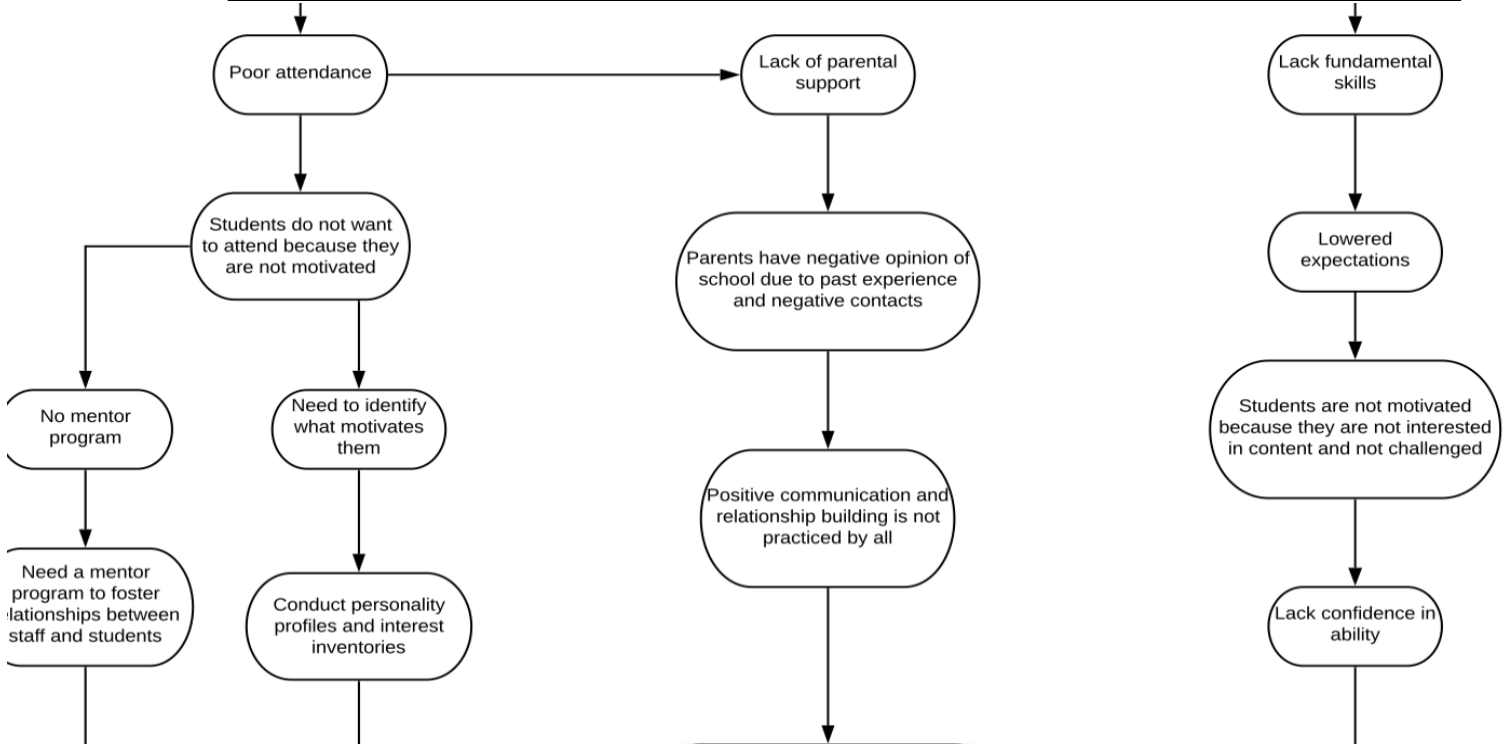 Poor attendance
Lack of parental
support
Lack fundamental
skills
Students do not want
to attend because they
are not motivated
Parents have negative opinion of
school due to past experience
and negative contacts
Lowered
expectations
No mentor
program
Need to identify
what motivates
them
Students are not motivated
because they are not interested
in content and not challenged
Positive communication and
relationship building is not
practiced by all
Need a mentor
program to foster
elationships between
staff and students
Conduct personality
profiles and interest
inventories
Lack confidence in
ability